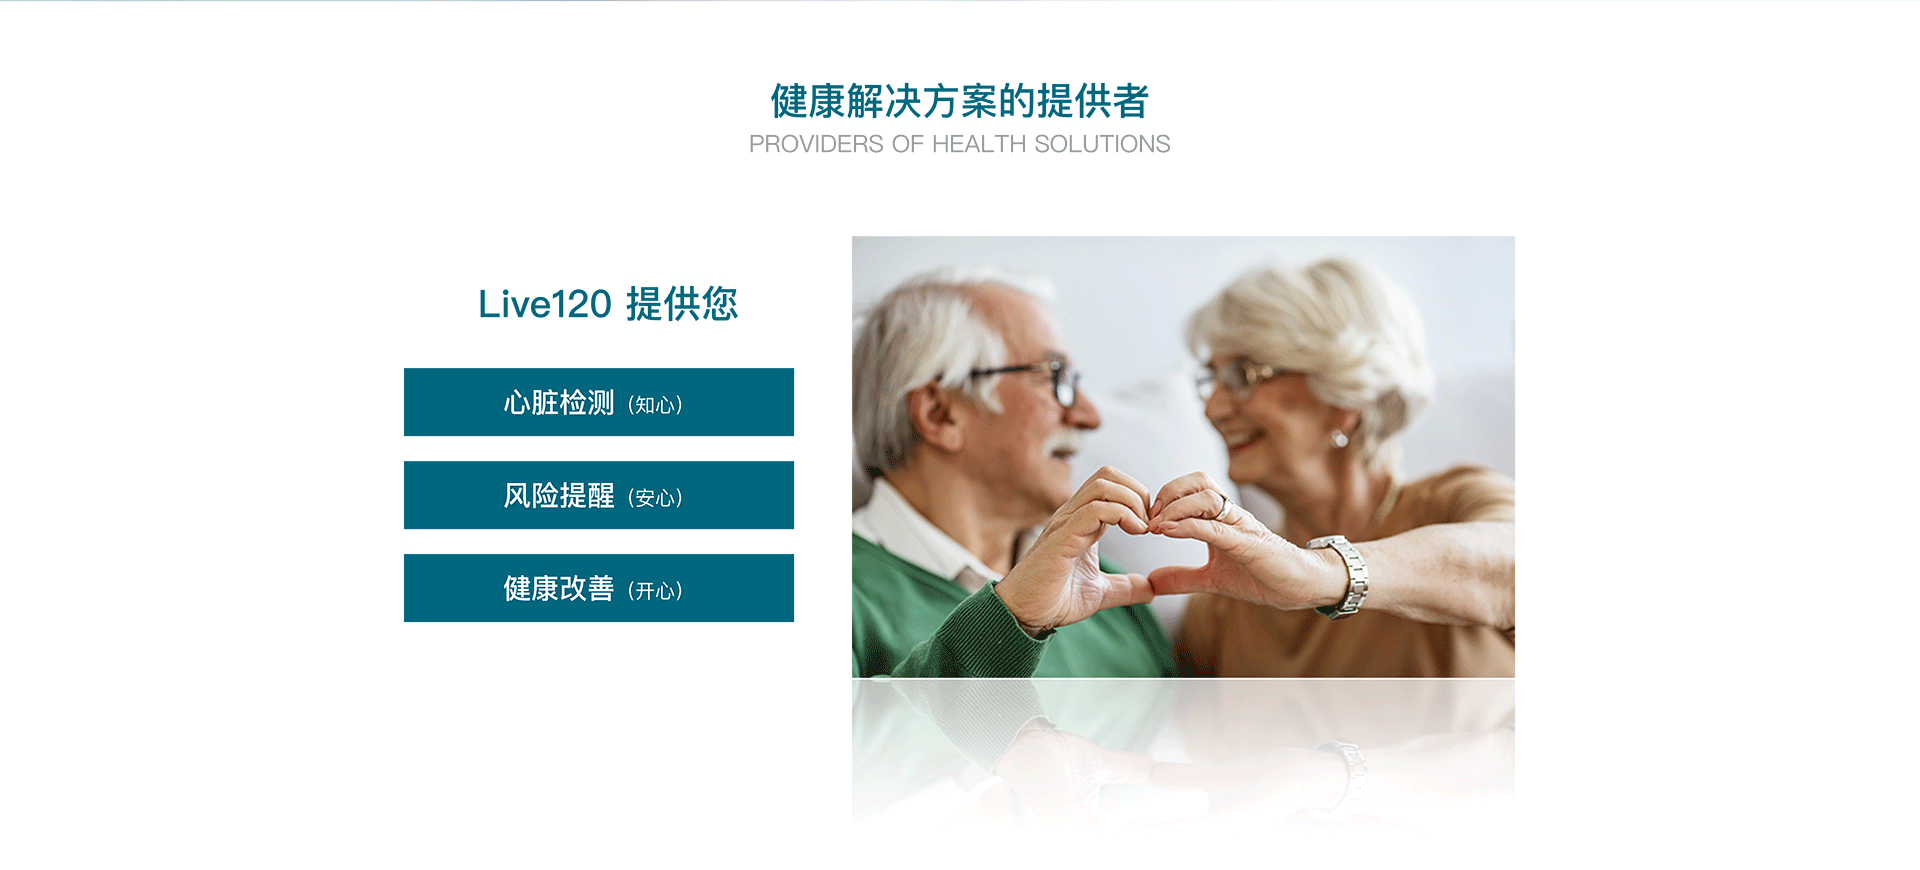 健康解决方案的提供者
PROVIDERS OF HEALTH SOLUTIONS
Live120 提供您
心脏检测（知心）
风险提醒（安心）
健康改善（开心）